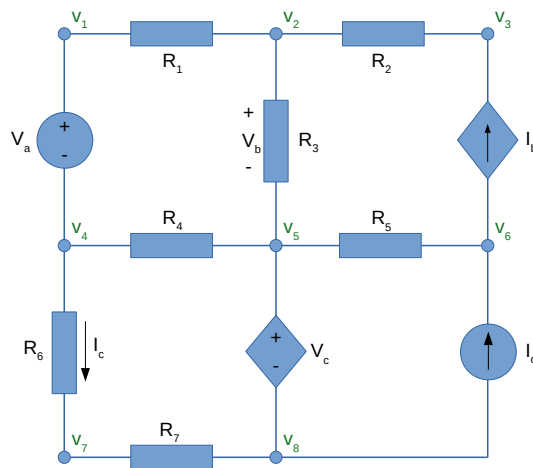 v1 v2 v3
R1 R2
+
+ Va - Vb - R3 Ib
R4 R5
v4 v5 v6
+
R6 Ic Vc
-
R7
v7 v8